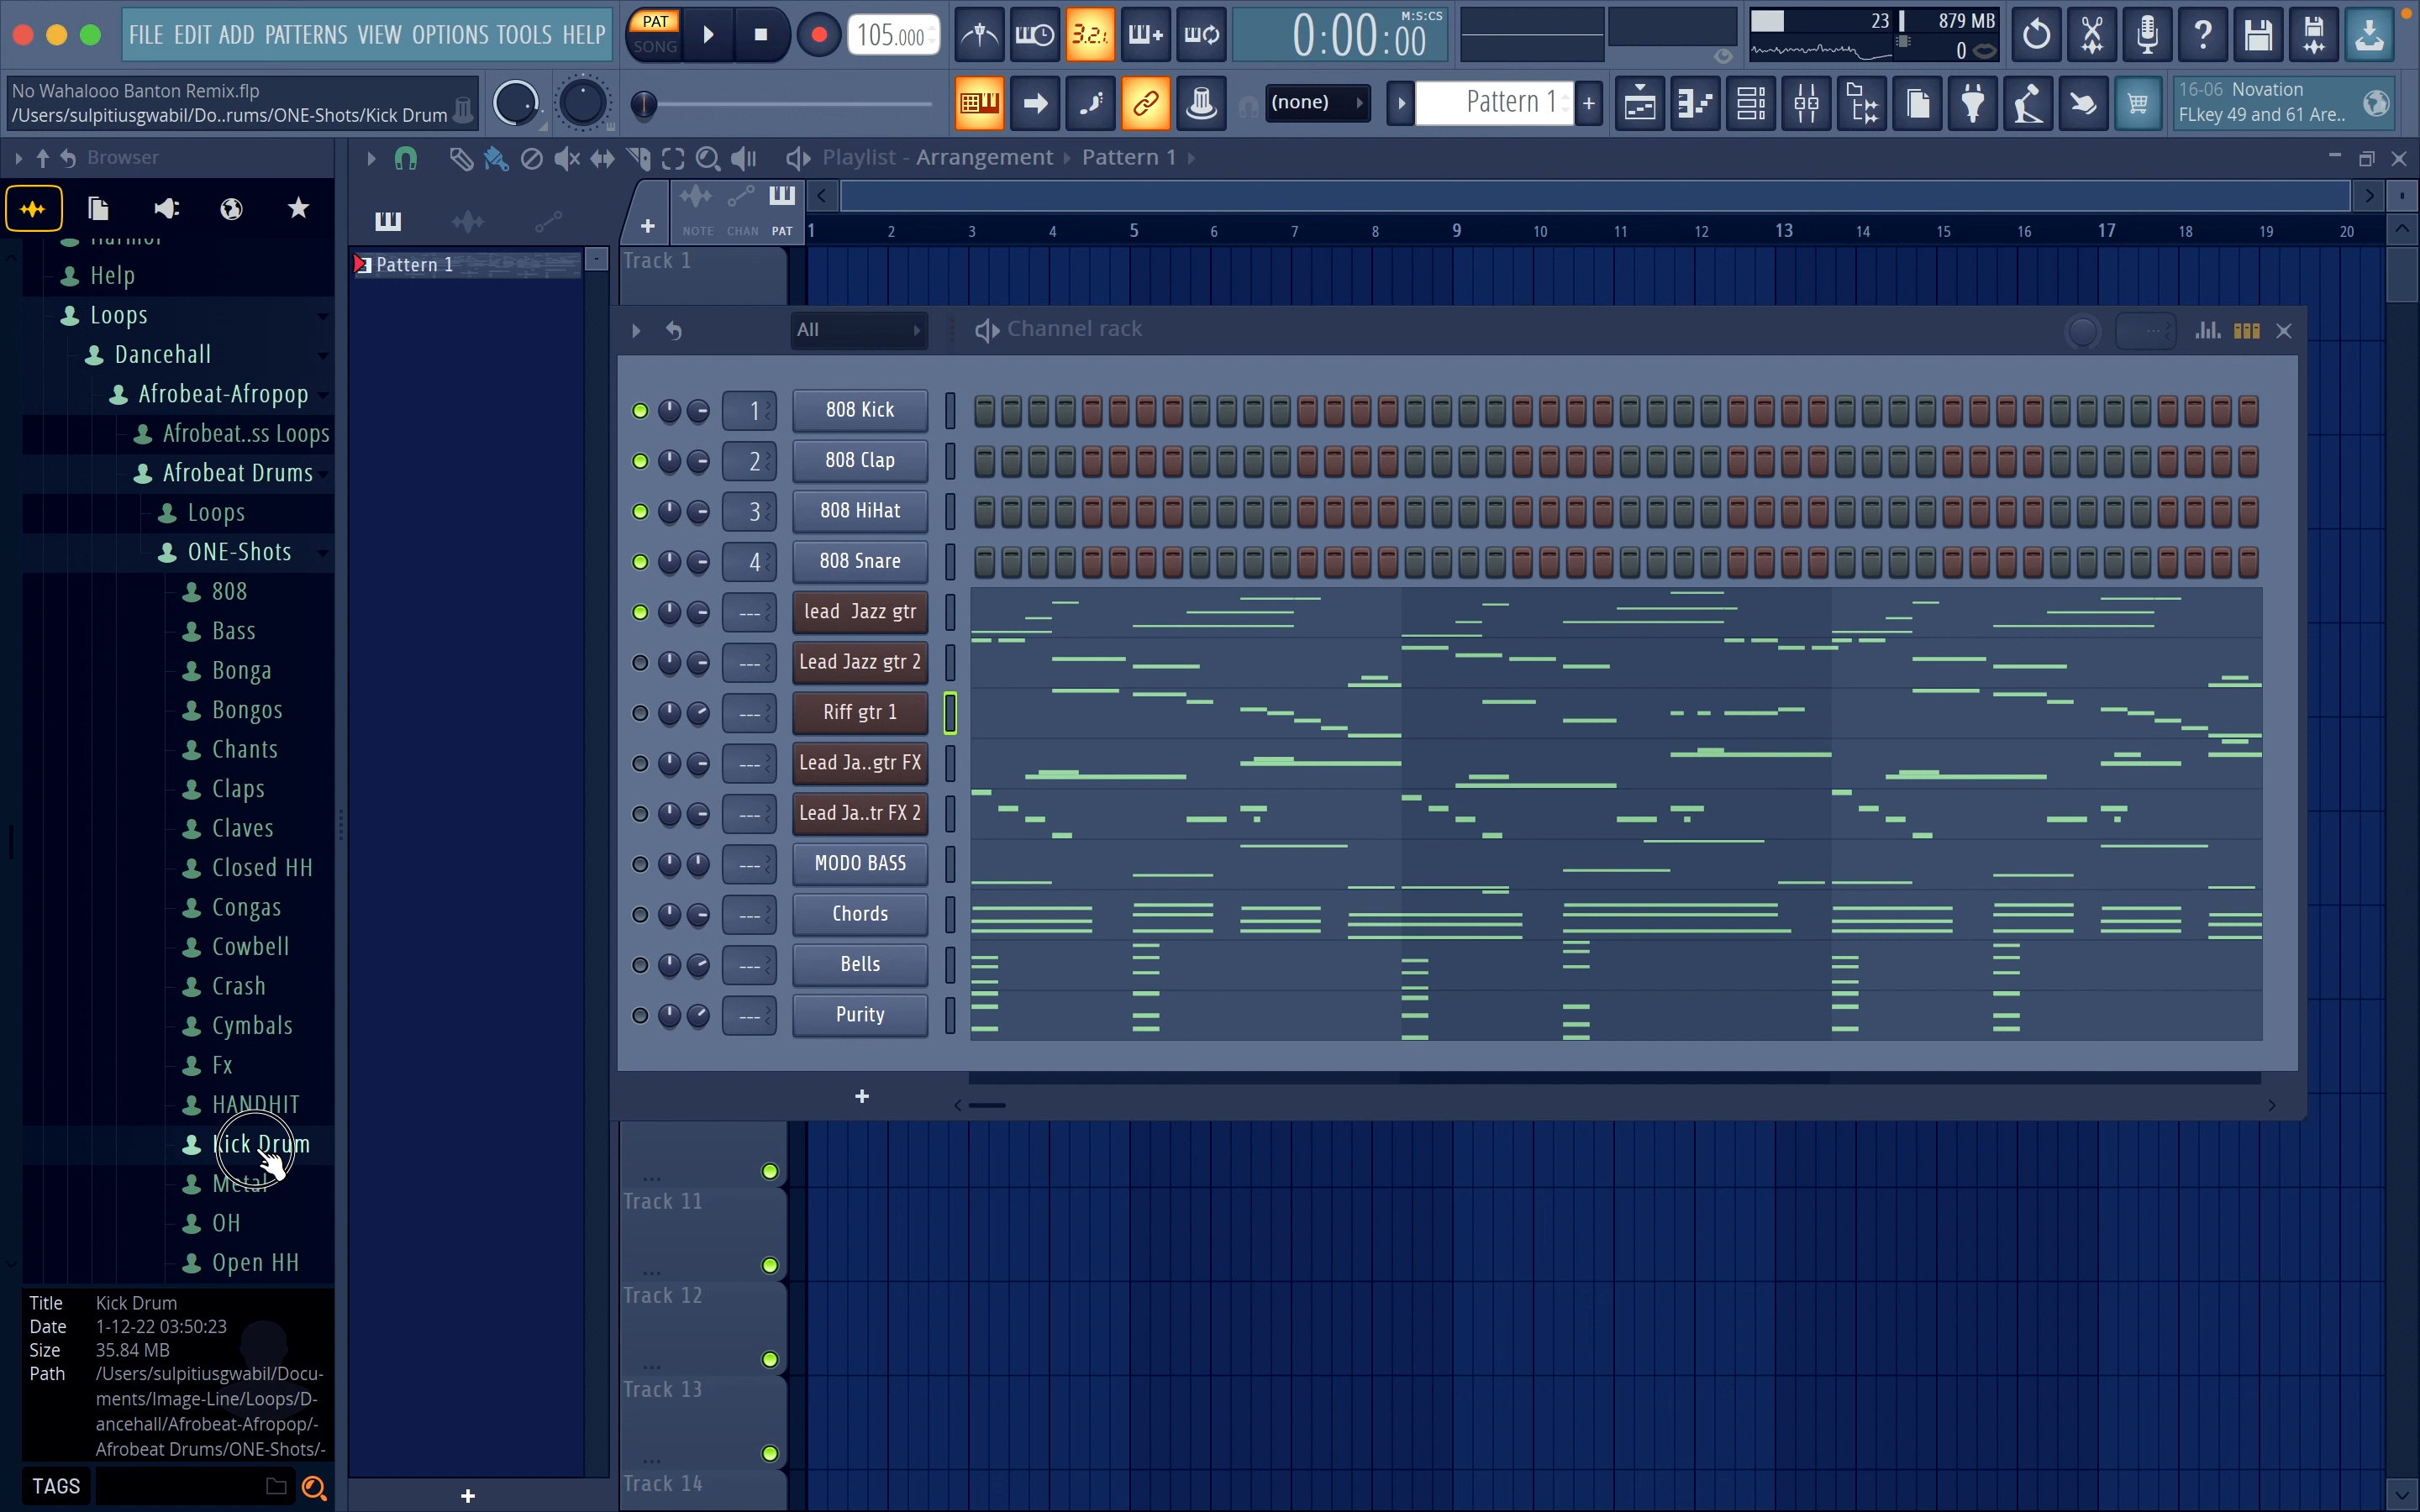 FILE EDIT ADD PATTERNS VIEW OPTIONS TOOLS HELP
PAT
SONG
105.000
3.2.
M:S:CS
0:00:00
23
879 MB
0
No Wahalooo Banton Remix.flp
/Users/sulpitiusgwabil/Do..rums/ONE-Shots/Kick Drum
(none)
Pattern 1
16-06 Novation
FLkey 49 and 61 Are..
Browser
Playlist - Arrangement
Pattern 1
NOTE CHAN PAT
1 2 3 4 5 6 7 8 9 10 11 12 13 14 15 16 17 18 19 20
Harmor
Help
Loops
Dancehall
Afrobeat-Afropop
Afrobeat..ss Loops
Afrobeat Drums
Loops
ONE-Shots
808
Bass
Bonga
Bongos
Chants
Claps
Claves
Closed HH
Congas
Cowbell
Crash
Cymbals
Fx
HANDHIT
Kick Drum
Metal
OH
Open HH
Title Kick Drum
Date 1-12-22 03:50:23
Size 35.84 MB
Path /Users/sulpitiusgwabil/Docu-
ments/Image-Line/Loops/D-
ancehall/Afrobeat-Afropop/-
Afrobeat Drums/ONE-Shots/-
TAGS
Pattern 1
Track 1
All
Channel rack
1 808 Kick
2 808 Clap
3 808 HiHat
4 808 Snare
--- lead Jazz gtr
--- Lead Jazz gtr 2
--- Riff gtr 1
--- Lead Ja..gtr FX
--- Lead Ja..tr FX 2
--- MODO BASS
--- Chords
--- Bells
--- Purity
...
Track 11
...
Track 12
...
Track 13
...
Track 14